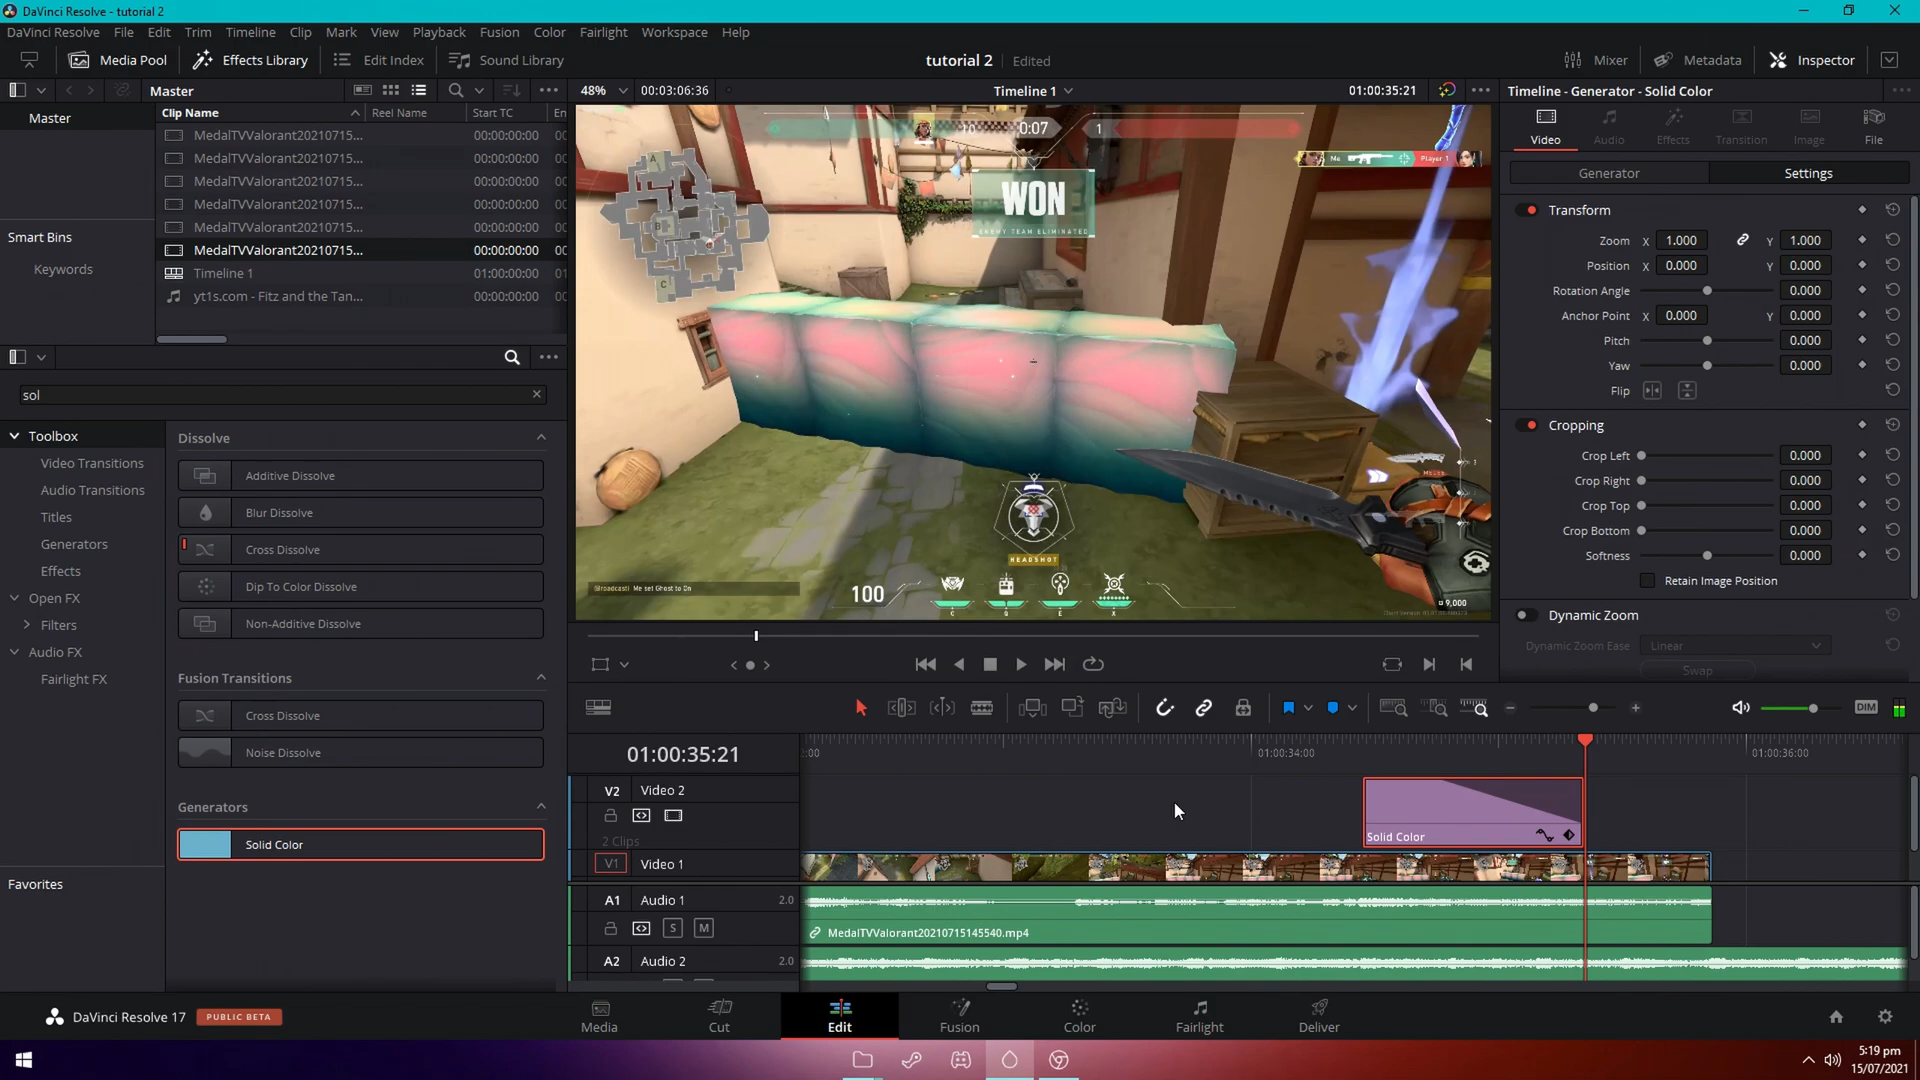 DaVinci Resolve - tutorial 2
DaVinci Resolve File Edit Trim Timeline Clip Mark View Playback Fusion Color Fairlight Workspace Help
Media Pool Effects Library Edit Index Sound Library
tutorial 2 Edited
Mixer Metadata Inspector
Master
48% 00:03:06:36 Timeline 1 01:00:35:21
Timeline - Generator - Solid Color
Clip Name Reel Name Start TC En
Master
MedalTVValorant20210715... 00:00:00:00
MedalTVValorant20210715... 00:00:00:00
MedalTVValorant20210715... 00:00:00:00
MedalTVValorant20210715... 00:00:00:00
MedalTVValorant20210715... 00:00:00:00
MedalTVValorant20210715... 00:00:00:00
Timeline 1 01:00:00:00 01
yt1s.com - Fitz and the Tan... 00:00:00:00
Smart Bins
Keywords
sol
Toolbox
Video Transitions
Audio Transitions
Titles
Generators
Effects
Open FX
Filters
Audio FX
Fairlight FX
Favorites
Dissolve
Additive Dissolve
Blur Dissolve
Cross Dissolve
Dip To Color Dissolve
Non-Additive Dissolve
Fusion Transitions
Cross Dissolve
Noise Dissolve
Generators
Solid Color
0:07 1
A
B
C
Me Player 1
WON
ENEMY TEAM ELIMINATED
HEADSHOT
100
C Q E X
MELEE
9,000
Video Audio Effects Transition Image File
Generator Settings
Transform
Zoom X 1.000 Y 1.000
Position X 0.000 Y 0.000
Rotation Angle 0.000
Anchor Point X 0.000 Y 0.000
Pitch 0.000
Yaw 0.000
Flip
Cropping
Crop Left 0.000
Crop Right 0.000
Crop Top 0.000
Crop Bottom 0.000
Softness 0.000
Retain Image Position
Dynamic Zoom
Dynamic Zoom Ease Linear
Swap
DIM
01:00:35:21
:00 01:00:34:00 01:00:36:00
V2 Video 2
2 Clips
Solid Color
V1 Video 1
A1 Audio 1 2.0
S M
MedalTVValorant20210715145540.mp4
A2 Audio 2 2.0
DaVinci Resolve 17 PUBLIC BETA
Media Cut Edit Fusion Color Fairlight Deliver
5:19 pm
15/07/2021